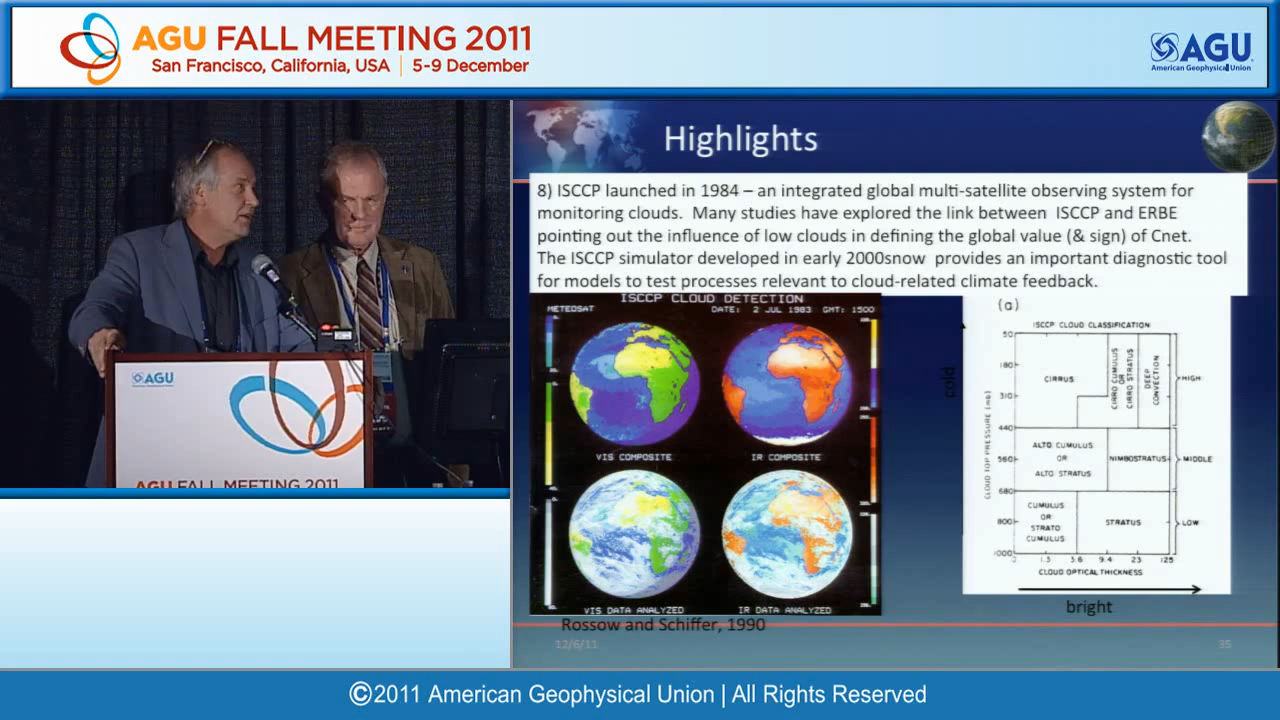 AGU FALL MEETING 2011
San Francisco, California, USA | 5-9 December
AGU
American Geophysical Union
Highlights
8) ISCCP launched in 1984 – an integrated global multi-satellite observing system for
monitoring clouds. Many studies have explored the link between ISCCP and ERBE
pointing out the influence of low clouds in defining the global value (& sign) of Cnet.
The ISCCP simulator developed in early 2000snow provides an important diagnostic tool
for models to test processes relevant to cloud-related climate feedback.
ISCCP CLOUD DETECTION
METEOSAT DATE: 2 JUL 1983 GMT: 1500
VIS COMPOSITE
IR COMPOSITE
VIS DATA ANALYZED
IR DATA ANALYZED
Rossow and Schiffer, 1990
(a)
ISCCP CLOUD CLASSIFICATION
cold
CLOUD TOP PRESSURE (mb)
50
180
310
440
560
680
800
1000
CIRRUS
CIRRO CUMULUS
OR
CIRRO STRATUS
DEEP
CONVECTION
HIGH
ALTO CUMULUS
OR
ALTO STRATUS
NIMBOSTRATUS
MIDDLE
CUMULUS
OR
STRATO
CUMULUS
STRATUS
LOW
1.3 3.6 9.4 23 125
CLOUD OPTICAL THICKNESS
bright
12/6/11
35
AGU
AGU FALL MEETING 2011
©2011 American Geophysical Union | All Rights Reserved